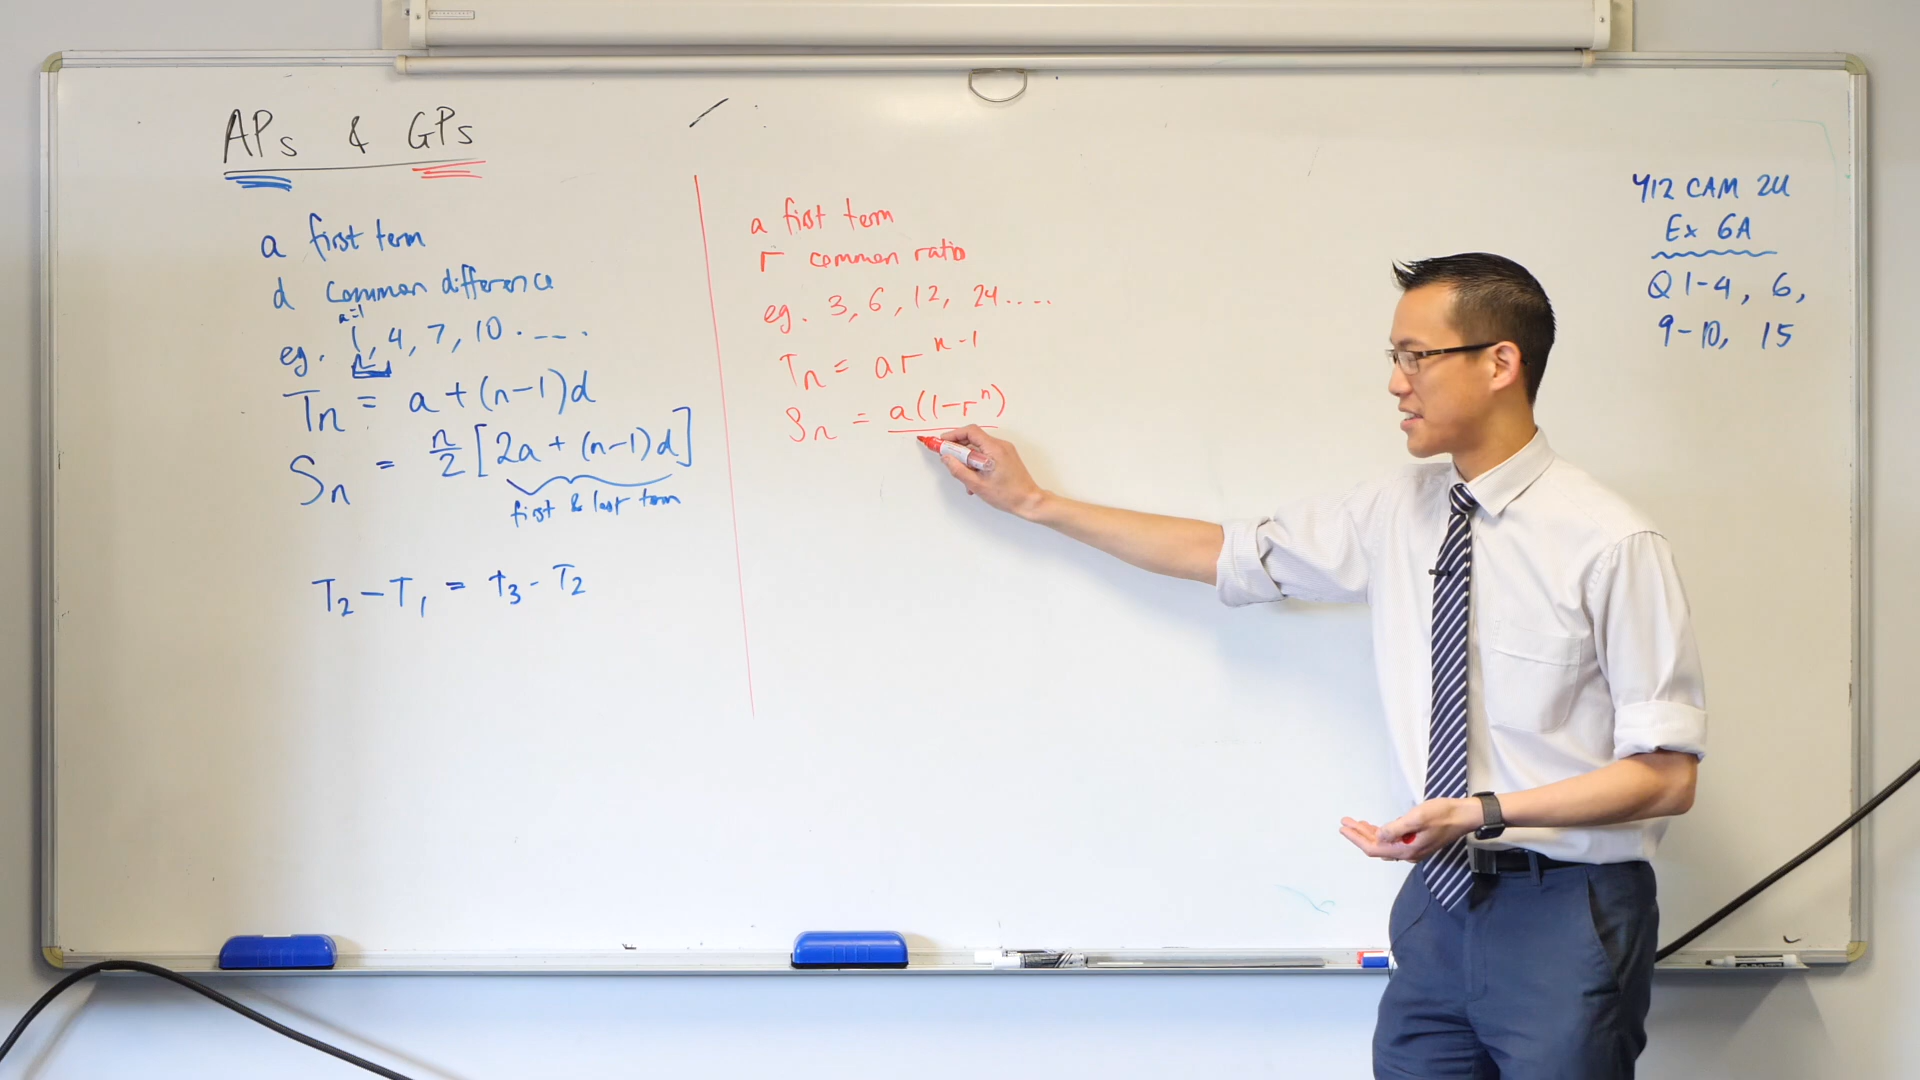 APs & GPs
a first term
d common difference
a=1
eg. 1, 4, 7, 10 . ....
Tn = a + (n-1)d
Sn = n/2 [2a + (n-1)d]
first & last term
T2 - T1 = t3 - T2
a first term
r common ratio
eg. 3, 6, 12, 24....
Tn = ar^n-1
Sn = a(1-r^n)
Y12 CAM 2U
Ex 6A
Q 1-4, 6,
9-10, 15